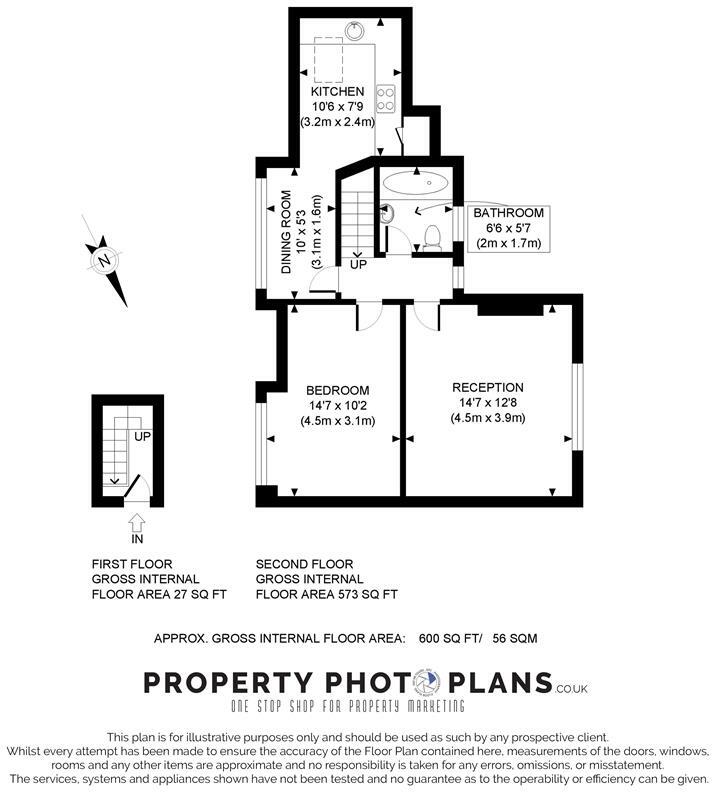 KITCHEN
10'6 x 7'9
(3.2m x 2.4m)
DINING ROOM
10' x 5'3
(3.1m x 1.6m)
UP
BATHROOM
6'6 x 5'7
(2m x 1.7m)
N
BEDROOM
14'7 x 10'2
(4.5m x 3.1m)
RECEPTION
14'7 x 12'8
(4.5m x 3.9m)
UP
IN
FIRST FLOOR
GROSS INTERNAL
FLOOR AREA 27 SQ FT
SECOND FLOOR
GROSS INTERNAL
FLOOR AREA 573 SQ FT
APPROX. GROSS INTERNAL FLOOR AREA: 600 SQ FT/ 56 SQM
PROPERTY PHOTO PLANS.CO.UK
ONE STOP SHOP FOR PROPERTY MARKETING
This plan is for illustrative purposes only and should be used as such by any prospective client.
Whilst every attempt has been made to ensure the accuracy of the Floor Plan contained here, measurements of the doors, windows,
rooms and any other items are approximate and no responsibility is taken for any errors, omissions, or misstatement.
The services, systems and appliances shown have not been tested and no guarantee as to the operability or efficiency can be given.